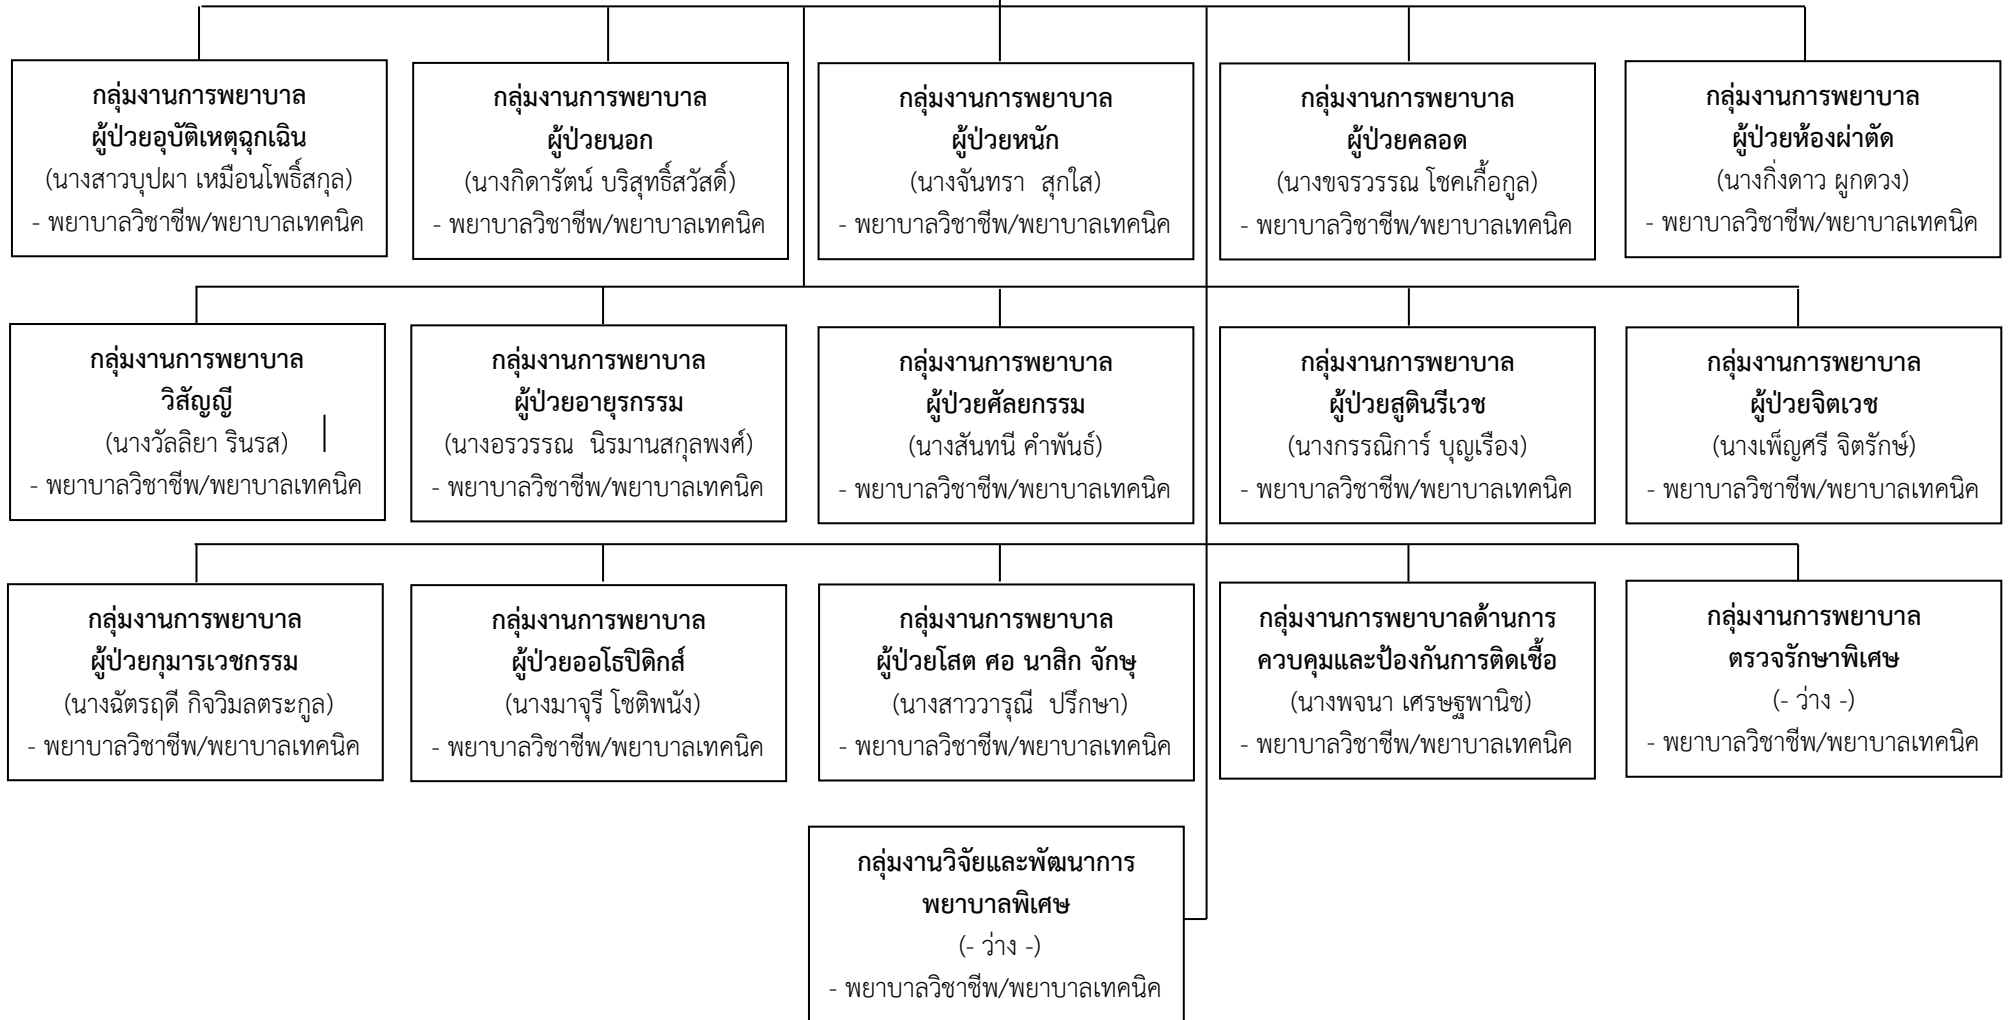 กลุ่มงานการพยาบาล
ผู้ป่วยอุบัติเหตุฉุกเฉิน
(นางสาวบุปผา เหมือนโพธิ์สกุล)
- พยาบาลวิชาชีพ/พยาบาลเทคนิค
กลุ่มงานการพยาบาล
ผู้ป่วยนอก
(นางกิดารัตน์ บริสุทธิ์สวัสดิ์)
- พยาบาลวิชาชีพ/พยาบาลเทคนิค
กลุ่มงานการพยาบาล
ผู้ป่วยหนัก
(นางจันทรา  สุกใส)
- พยาบาลวิชาชีพ/พยาบาลเทคนิค
กลุ่มงานการพยาบาล
ผู้ป่วยคลอด
(นางขจรวรรณ โชคเกื้อกูล)
- พยาบาลวิชาชีพ/พยาบาลเทคนิค
กลุ่มงานการพยาบาล
ผู้ป่วยห้องผ่าตัด
(นางกิ่งดาว ผูกดวง)
- พยาบาลวิชาชีพ/พยาบาลเทคนิค
กลุ่มงานการพยาบาล
วิสัญญี
(นางวัลลิยา รินรส)
- พยาบาลวิชาชีพ/พยาบาลเทคนิค
กลุ่มงานการพยาบาล
ผู้ป่วยอายุรกรรม
(นางอรวรรณ  นิรมานสกุลพงศ์)
- พยาบาลวิชาชีพ/พยาบาลเทคนิค
กลุ่มงานการพยาบาล
ผู้ป่วยศัลยกรรม
(นางสันทนี คำพันธ์)
- พยาบาลวิชาชีพ/พยาบาลเทคนิค
กลุ่มงานการพยาบาล
ผู้ป่วยสูตินรีเวช
(นางกรรณิการ์ บุญเรือง)
- พยาบาลวิชาชีพ/พยาบาลเทคนิค
กลุ่มงานการพยาบาล
ผู้ป่วยจิตเวช
(นางเพ็ญศรี จิตรักษ์)
- พยาบาลวิชาชีพ/พยาบาลเทคนิค
กลุ่มงานการพยาบาล
ผู้ป่วยกุมารเวชกรรม
(นางฉัตรฤดี กิจวิมลตระกูล)
- พยาบาลวิชาชีพ/พยาบาลเทคนิค
กลุ่มงานการพยาบาล
ผู้ป่วยออโธปิดิกส์
(นางมาจุรี โชติพนัง)
- พยาบาลวิชาชีพ/พยาบาลเทคนิค
กลุ่มงานการพยาบาล
ผู้ป่วยโสต ศอ นาสิก จักษุ
(นางสาววารุณี  ปรึกษา)
- พยาบาลวิชาชีพ/พยาบาลเทคนิค
กลุ่มงานการพยาบาลด้านการ
ควบคุมและป้องกันการติดเชื้อ
(นางพจนา เศรษฐพานิช)
- พยาบาลวิชาชีพ/พยาบาลเทคนิค
กลุ่มงานการพยาบาล
ตรวจรักษาพิเศษ
(- ว่าง -)
- พยาบาลวิชาชีพ/พยาบาลเทคนิค
กลุ่มงานวิจัยและพัฒนาการ
พยาบาลพิเศษ
(- ว่าง -)
- พยาบาลวิชาชีพ/พยาบาลเทคนิค